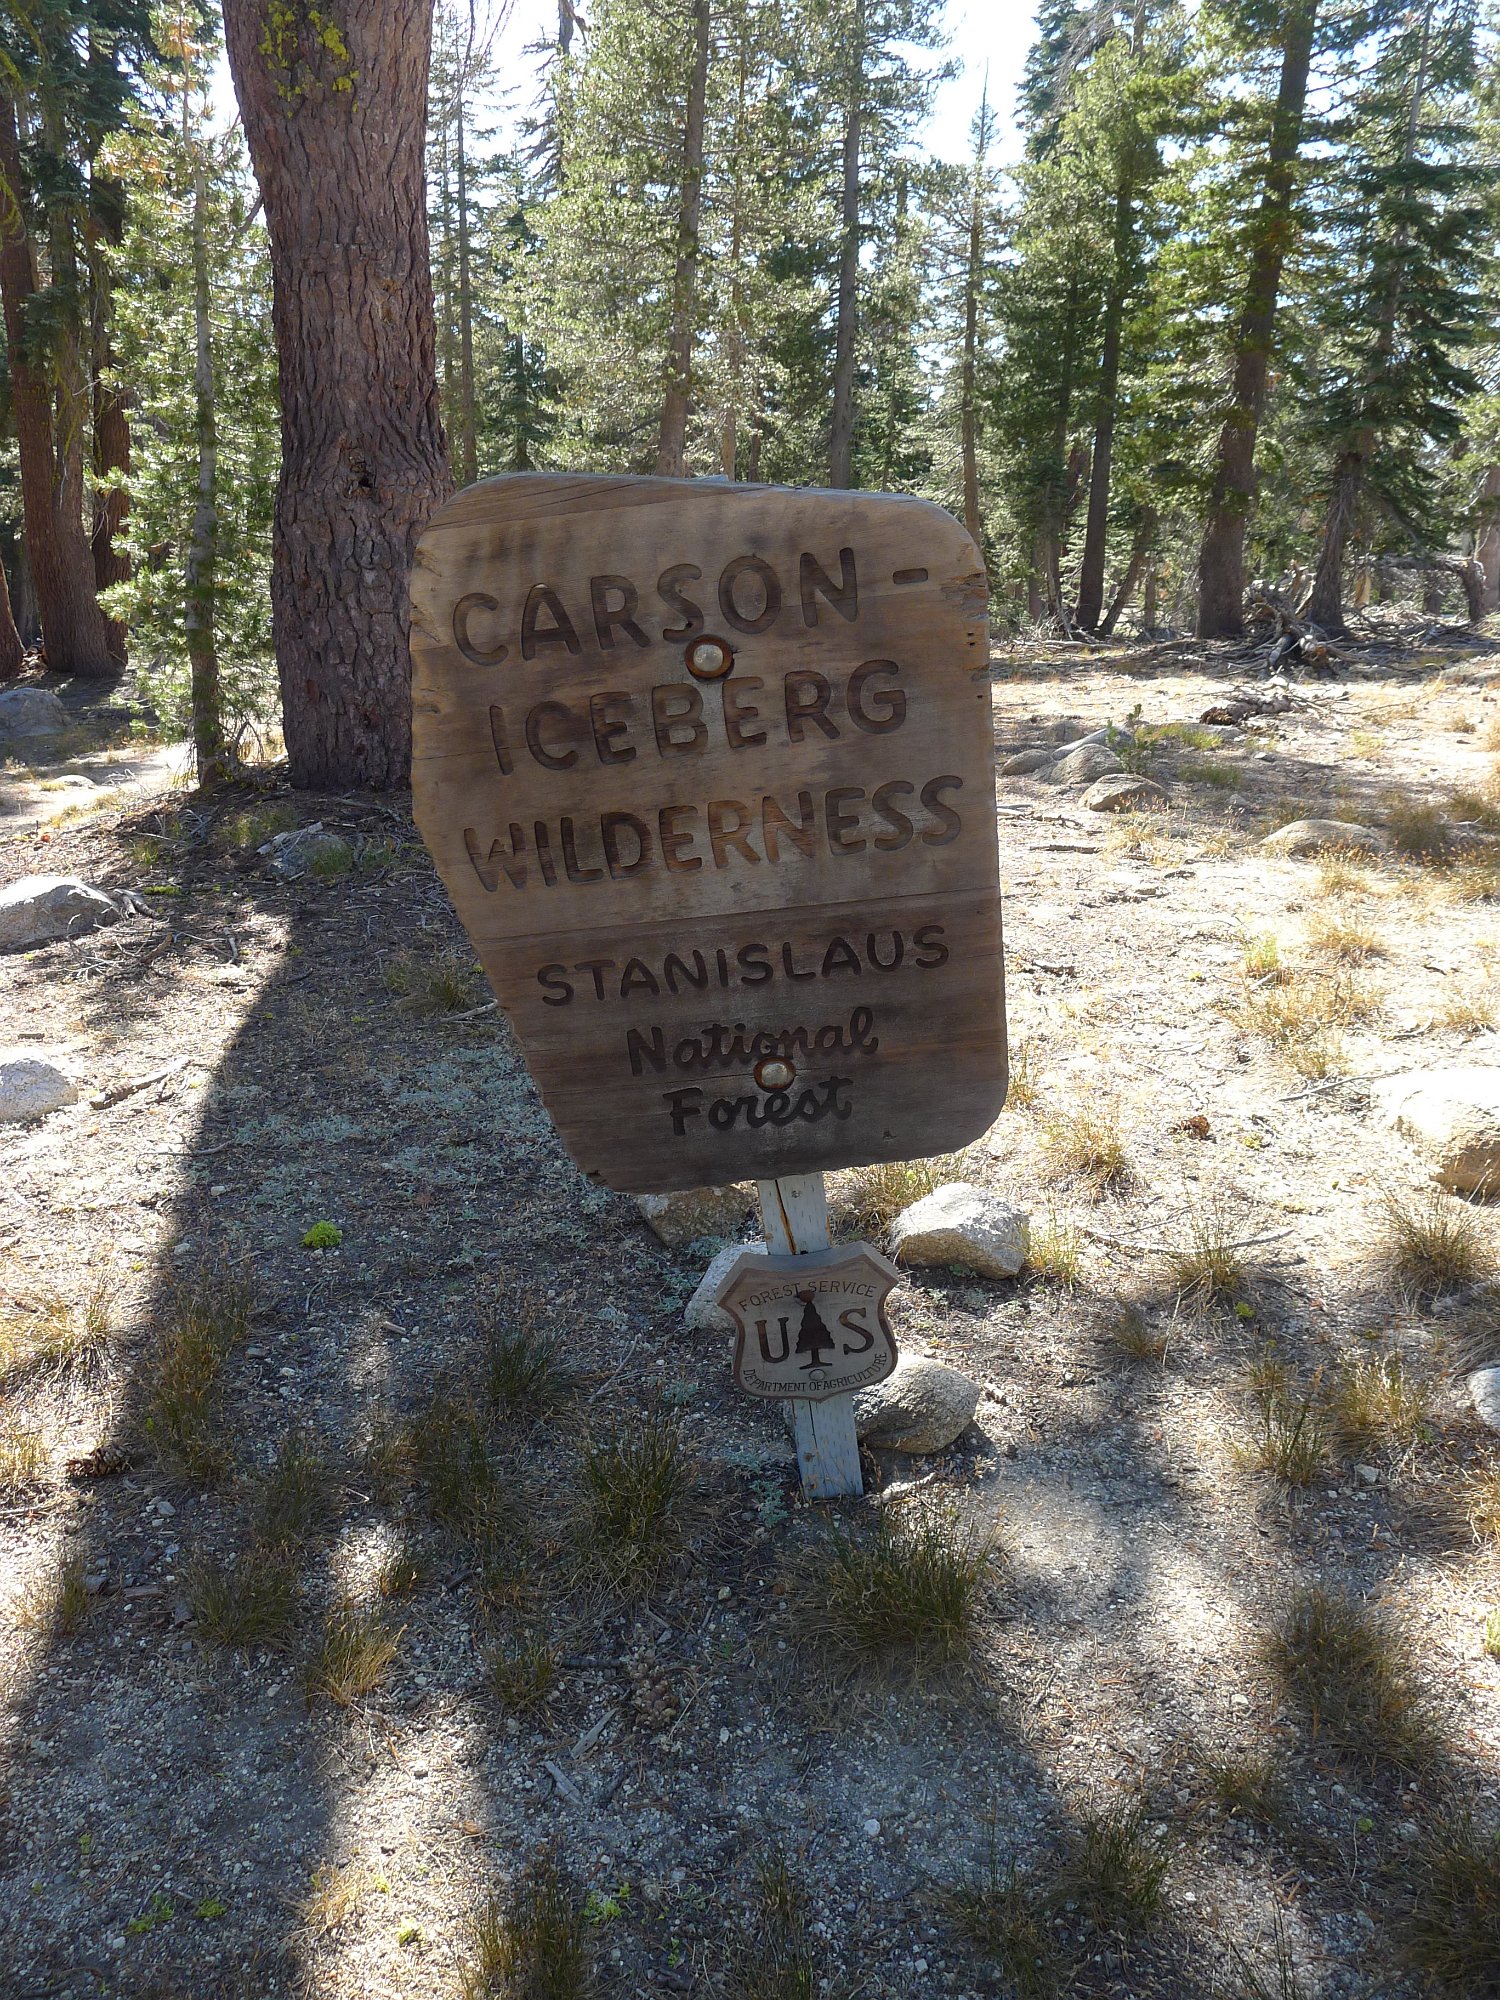 CARSON -
ICEBERG
WILDERNESS
STANISLAUS
National
Forest
FOREST SERVICE
U S
DEPARTMENT OF AGRICULTURE